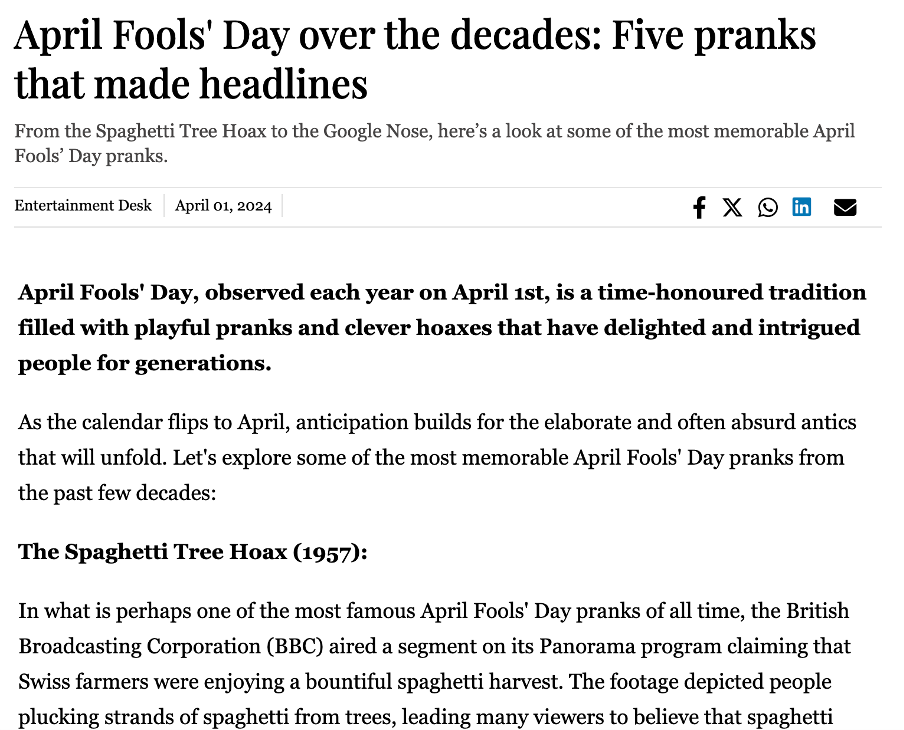 April Fools' Day over the decades: Five pranks
that made headlines
From the Spaghetti Tree Hoax to the Google Nose, here’s a look at some of the most memorable April
Fools’ Day pranks.
Entertainment Desk April 01, 2024
April Fools' Day, observed each year on April 1st, is a time-honoured tradition
filled with playful pranks and clever hoaxes that have delighted and intrigued
people for generations.
As the calendar flips to April, anticipation builds for the elaborate and often absurd antics
that will unfold. Let's explore some of the most memorable April Fools' Day pranks from
the past few decades:
The Spaghetti Tree Hoax (1957):
In what is perhaps one of the most famous April Fools' Day pranks of all time, the British
Broadcasting Corporation (BBC) aired a segment on its Panorama program claiming that
Swiss farmers were enjoying a bountiful spaghetti harvest. The footage depicted people
plucking strands of spaghetti from trees, leading many viewers to believe that spaghetti